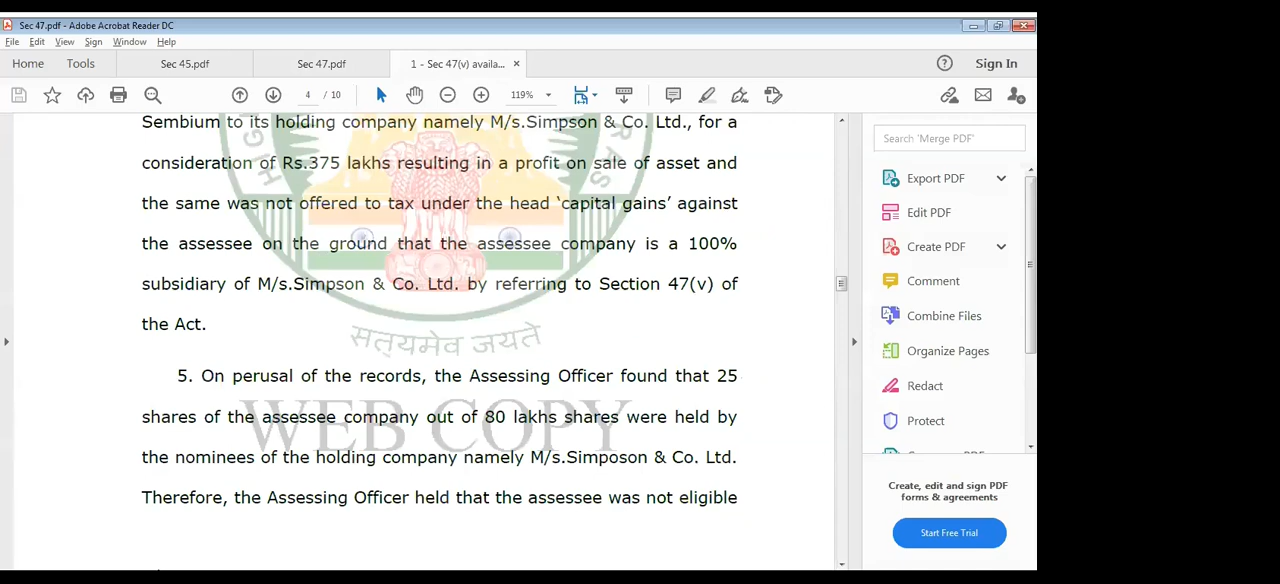 Sec 47.pdf - Adobe Acrobat Reader DC
File Edit View Sign Window Help
Home Tools Sec 45.pdf Sec 47.pdf 1 - Sec 47(v) availa... × Sign In
4 / 10 119%
Sembium to its holding company namely M/s.Simpson & Co. Ltd., for a
consideration of Rs.375 lakhs resulting in a profit on sale of asset and
the same was not offered to tax under the head ‘capital gains’ against
the assessee on the ground that the assessee company is a 100%
subsidiary of M/s.Simpson & Co. Ltd. by referring to Section 47(v) of
the Act.
सत्यमेव जयते
5. On perusal of the records, the Assessing Officer found that 25
shares of the assessee company out of 80 lakhs shares were held by
WEB COPY
the nominees of the holding company namely M/s.Simposon & Co. Ltd.
Therefore, the Assessing Officer held that the assessee was not eligible
Search 'Merge PDF'
Export PDF
Edit PDF
Create PDF
Comment
Combine Files
Organize Pages
Redact
Protect
Create, edit and sign PDF
forms & agreements
Start Free Trial